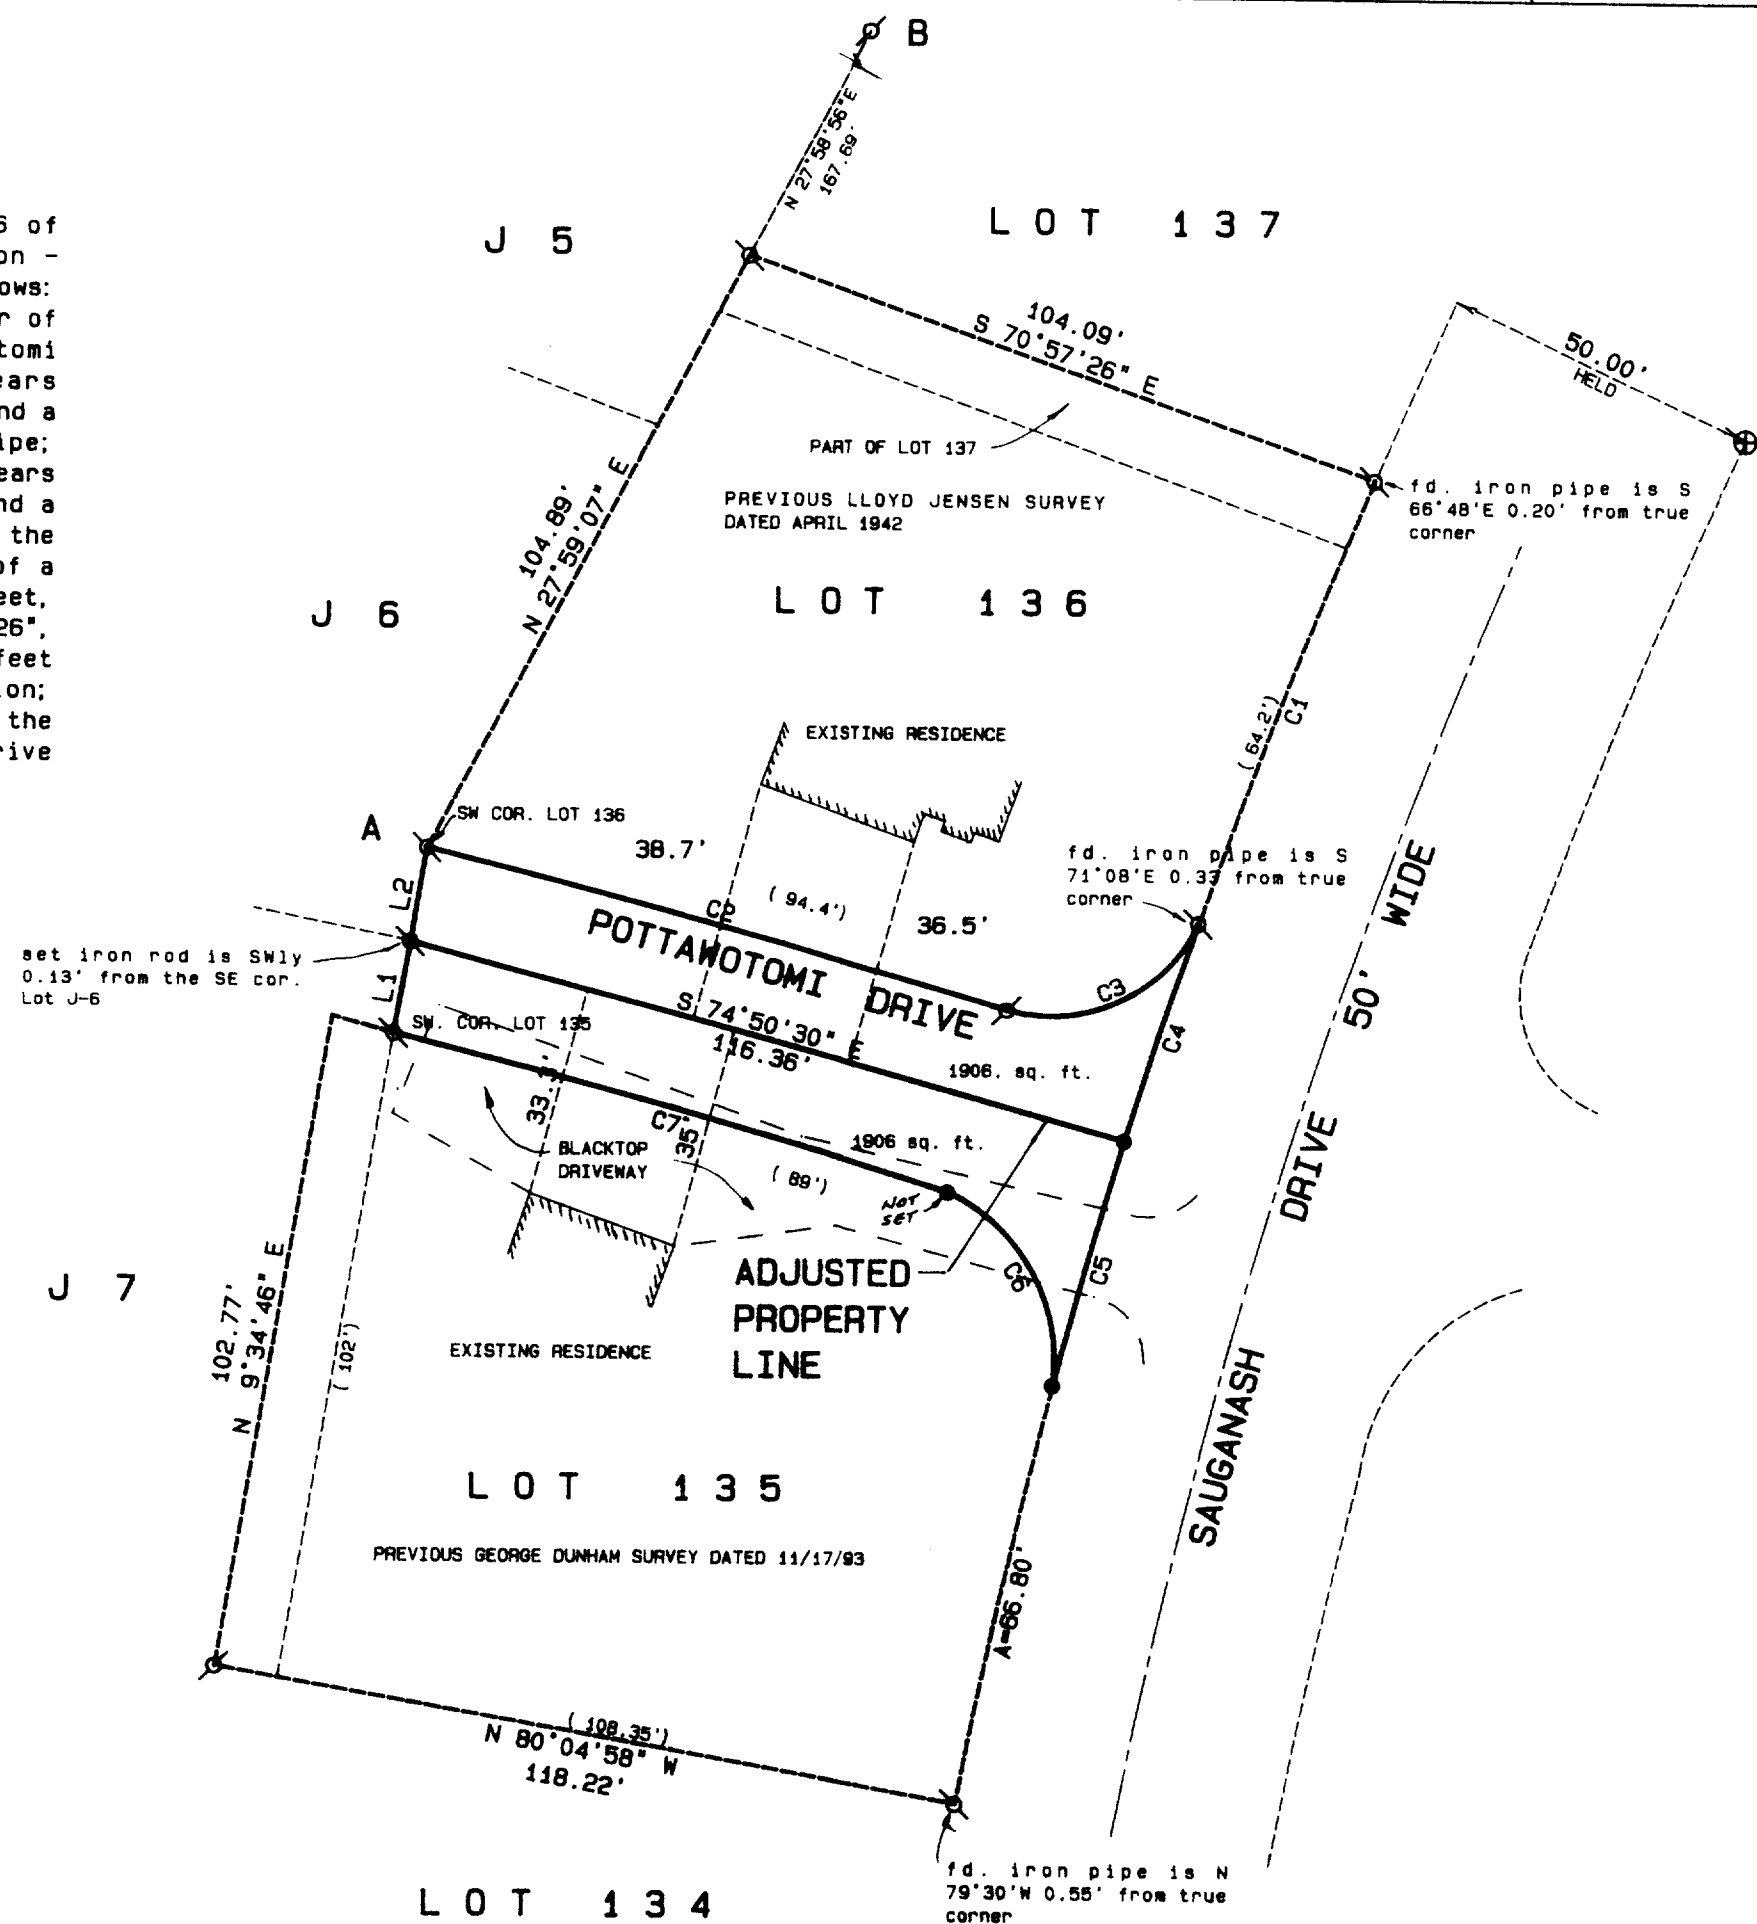 B
N 27°58'56"E
167.69'
6 of
on -
ows:
r of
tomi
ears
nd a
ipe;
ears
nd a
the
of a
eet,
26",
feet
on;
the
rive
J 5
LOT 137
104.09'
S 70°57'26" E
50.00'
HELD
PART OF LOT 137
PREVIOUS LLOYD JENSEN SURVEY
DATED APRIL 1942
fd. iron pipe is S
66°48'E 0.20' from true
corner
104.89'
N 27°59'07" E
J 6
LOT 136
(64.2')
C1
EXISTING RESIDENCE
A
SW COR. LOT 136
38.7'
fd. iron pipe is S
71°08'E 0.33 from true
corner
L2
C2
(94.4')
36.5'
POTTAWOTOMI DRIVE
set iron rod is SWly
0.13' from the SE cor.
Lot J-6
L1
C3
C4
SW. COR. LOT 135
S 74°50'30" E
116.36'
1906. sq. ft.
C7
1906 sq. ft.
35'
BLACKTOP
DRIVEWAY
(89')
NOT
SET
ADJUSTED
PROPERTY
LINE
C6
C5
SAUGANASH DRIVE 50' WIDE
J 7
102.77'
N 9°34'46" E
(102')
EXISTING RESIDENCE
LOT 135
PREVIOUS GEORGE DUNHAM SURVEY DATED 11/17/93
A=66.80'
(108.35')
N 80°04'58" W
118.22'
fd. iron pipe is N
79°30'W 0.55' from true
corner
LOT 134